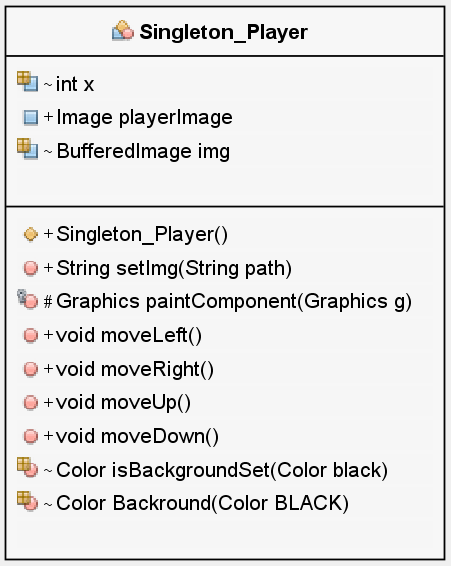 Singleton_Player
~ int x
+ Image playerImage
~ BufferedImage img
+ Singleton_Player()
+ String setImg(String path)
# Graphics paintComponent(Graphics g)
+ void moveLeft()
+ void moveRight()
+ void moveUp()
+ void moveDown()
~ Color isBackgroundSet(Color black)
~ Color Backround(Color BLACK)